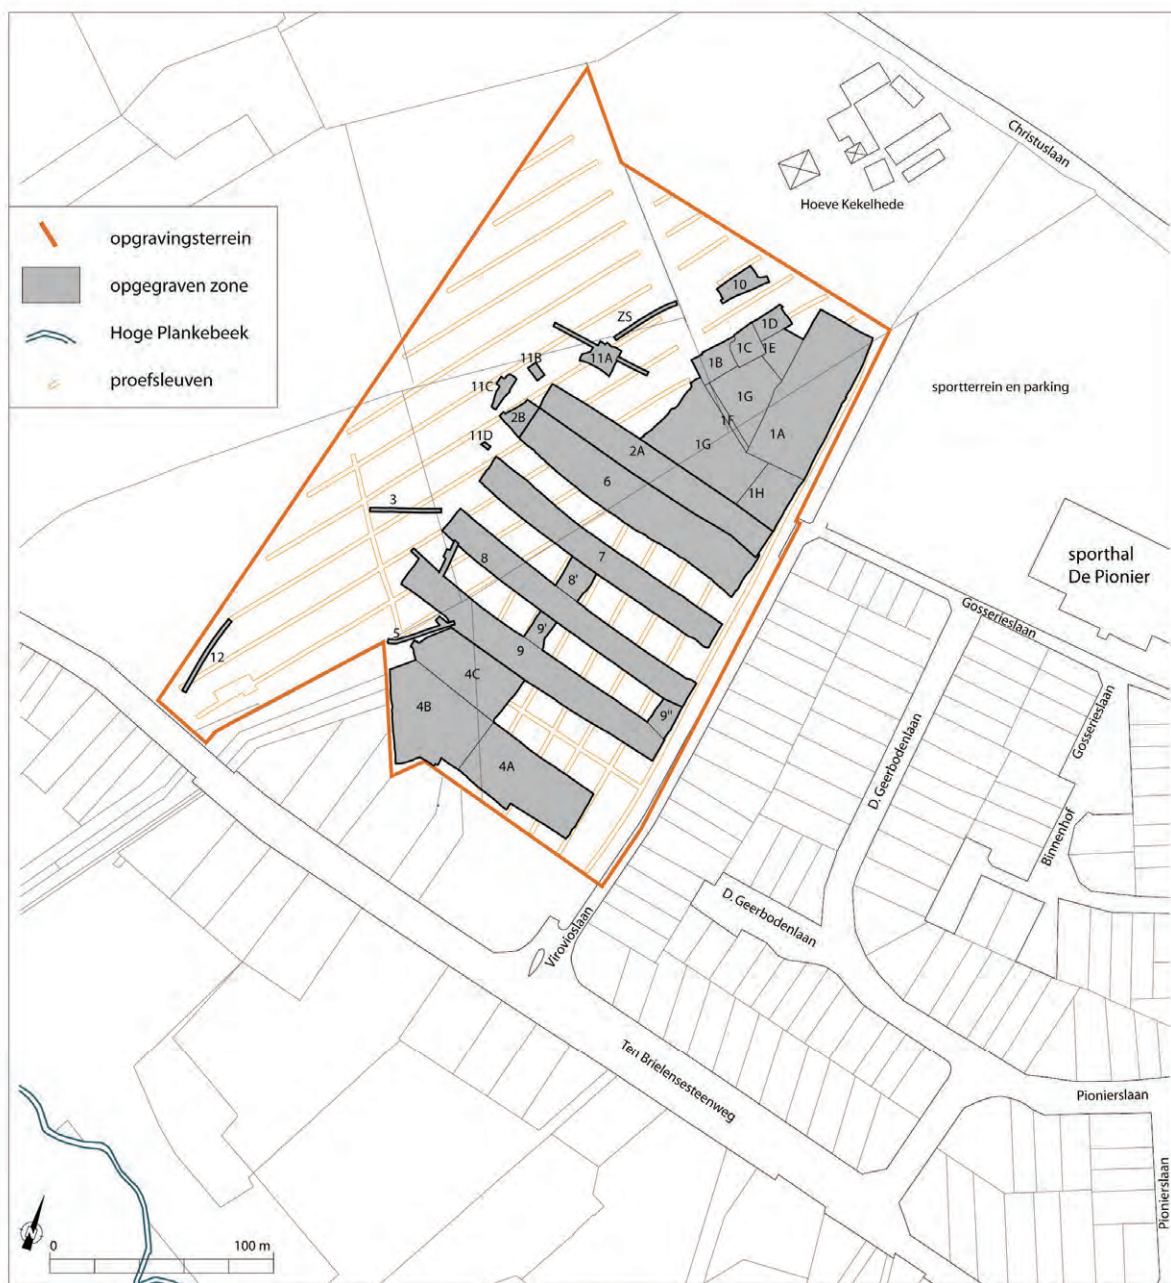 Christuslaan
Hoeve Kekelhede
opgravingsterrein
opgegraven zone
Hoge Plankebeek
proefsleuven
10
ZS
1D
1C
1E
1B
11A
11B
11C
1G
1F
2B
1A
11D
2A
1G
6
1H
3
7
8
8'
9'
5
9
12
4C
4B
9"
4A
sportterrein en parking
sporthal
De Pionier
Gosserieslaan
Gosserieslaan
D. Geerbodenlaan
Binnenhof
D. Geerbodenlaan
Virovioslaan
Ten Brielensesteenweg
Pionierslaan
Pionierslaan
0 100 m